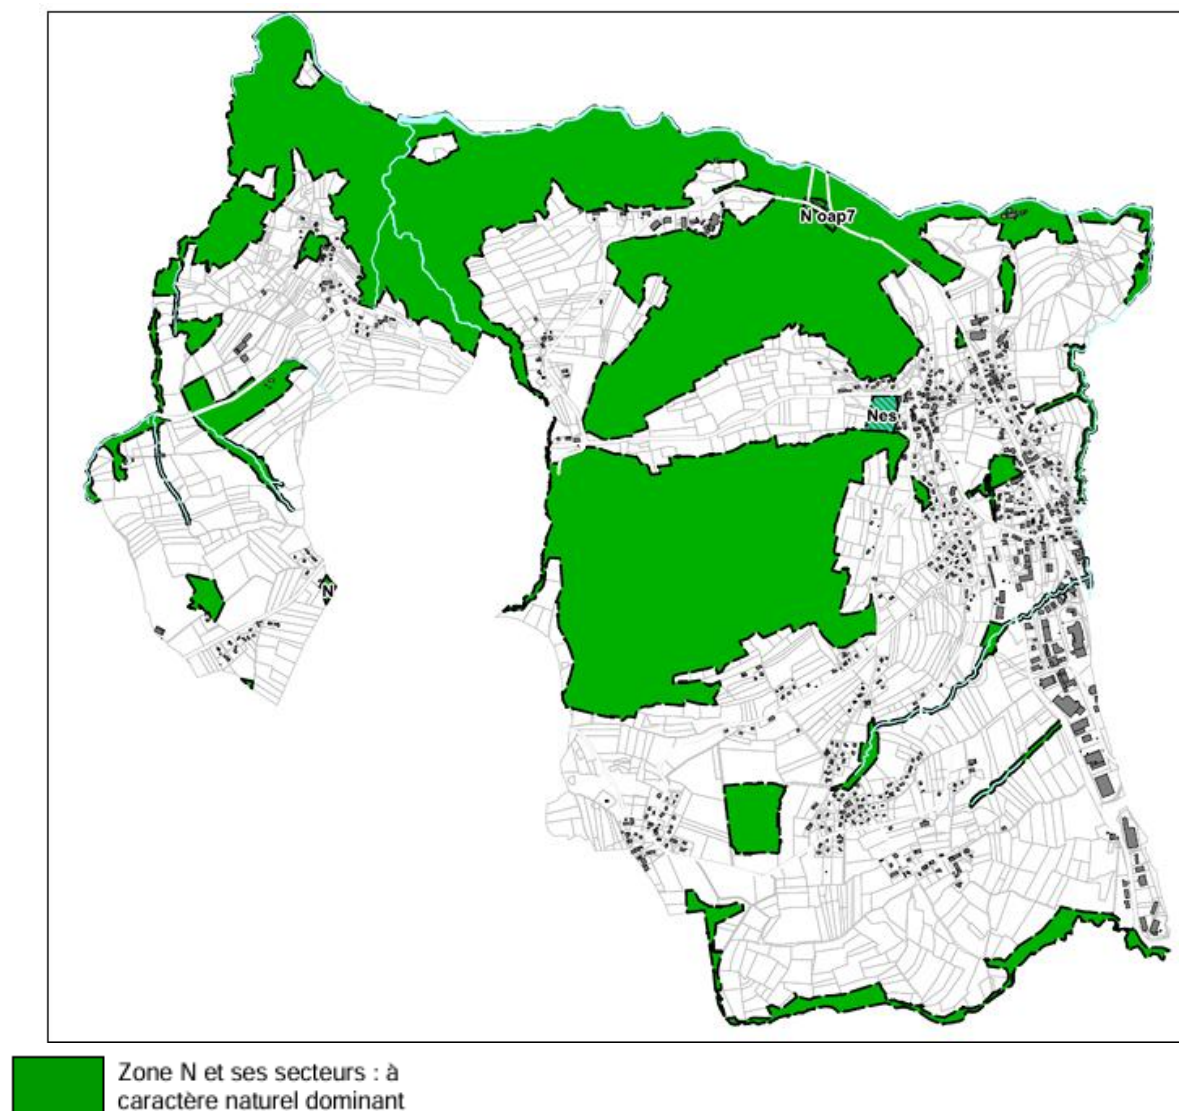 N oap7
Nes
N
Zone N et ses secteurs : à
caractère naturel dominant